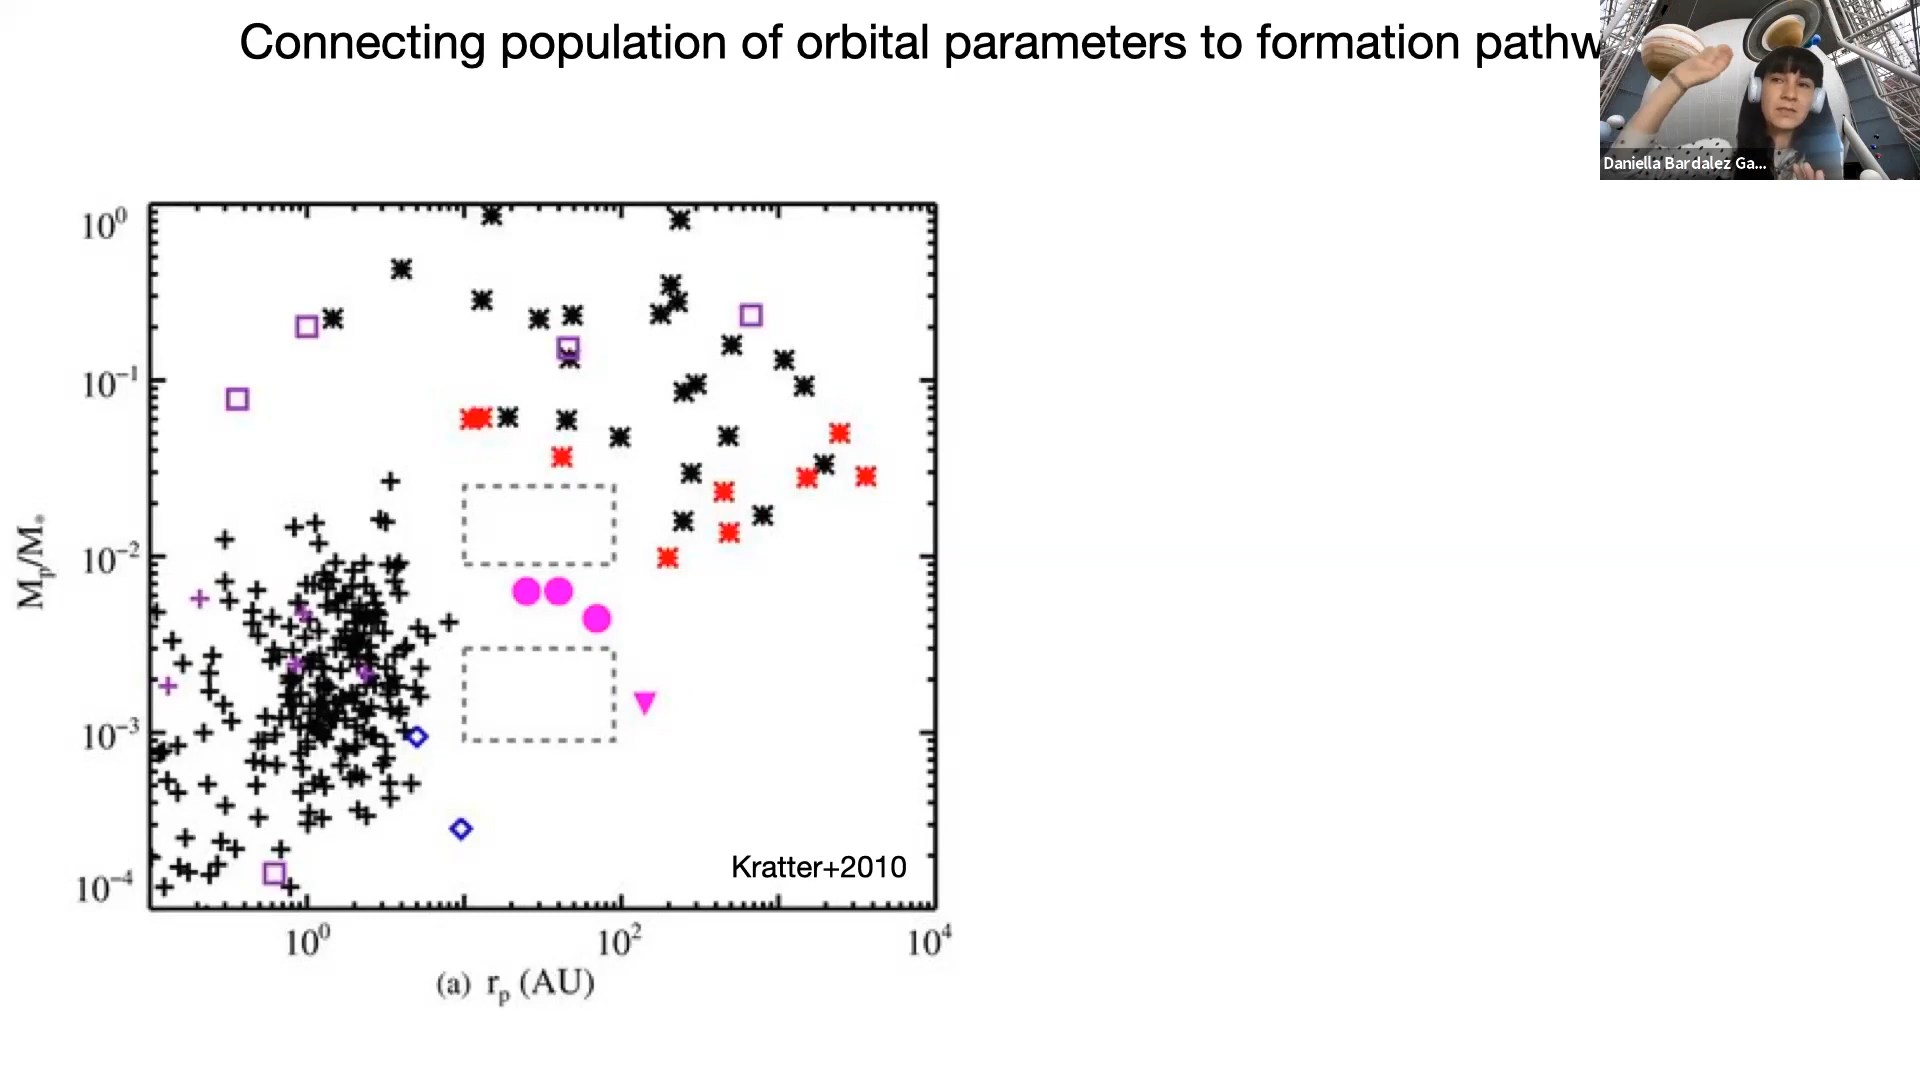 Connecting population of orbital parameters to formation pathw
Daniella Bardalez Ga...
10⁰
10⁻¹
10⁻²
10⁻³
10⁻⁴
Mₚ/M*
Kratter+2010
10⁰
10²
10⁴
(a) rₚ (AU)